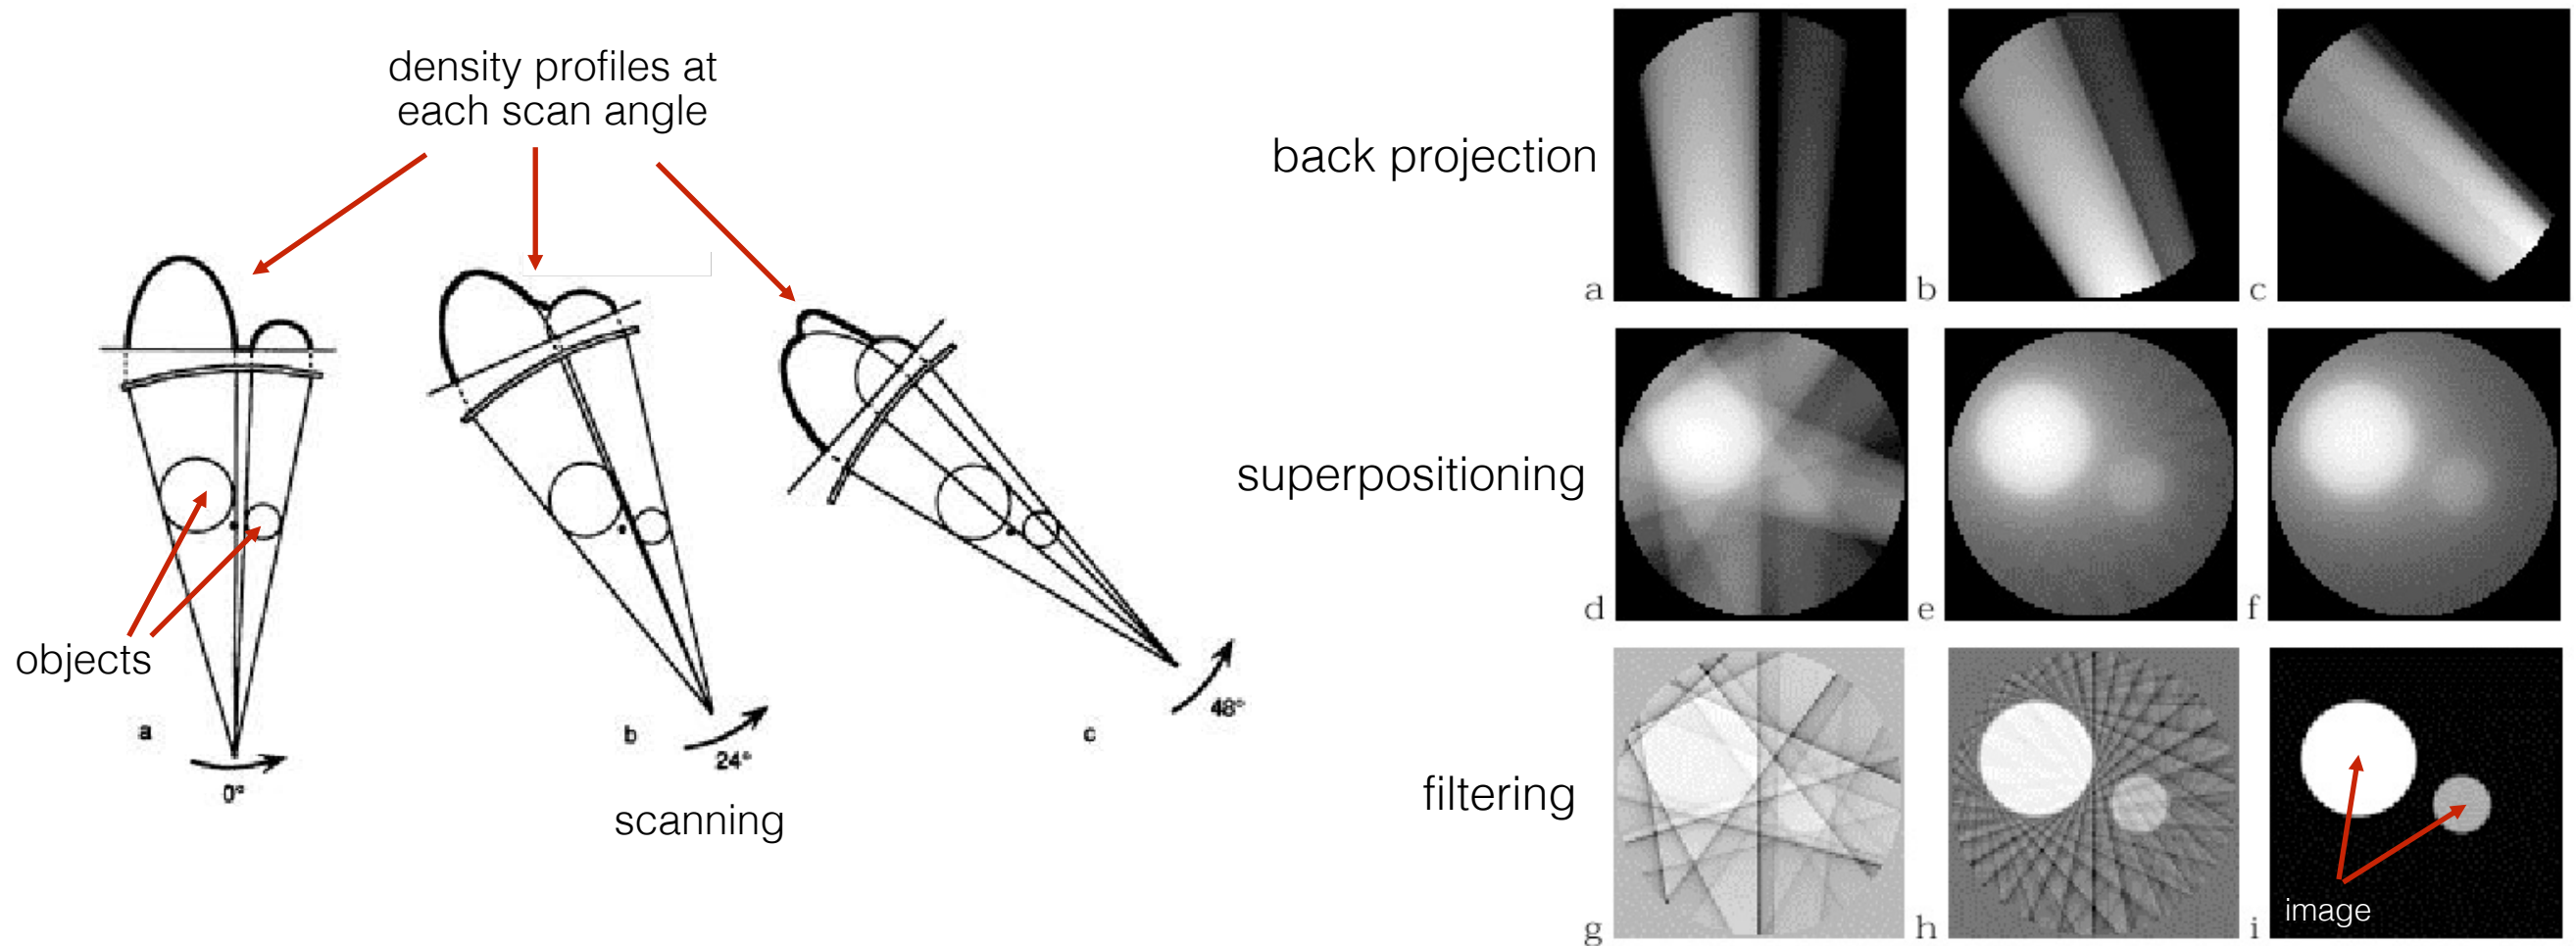 density profiles at
each scan angle
objects
a
0°
b
24°
c
48°
scanning
back projection
a
b
c
superpositioning
d
e
f
filtering
g
h
i
image